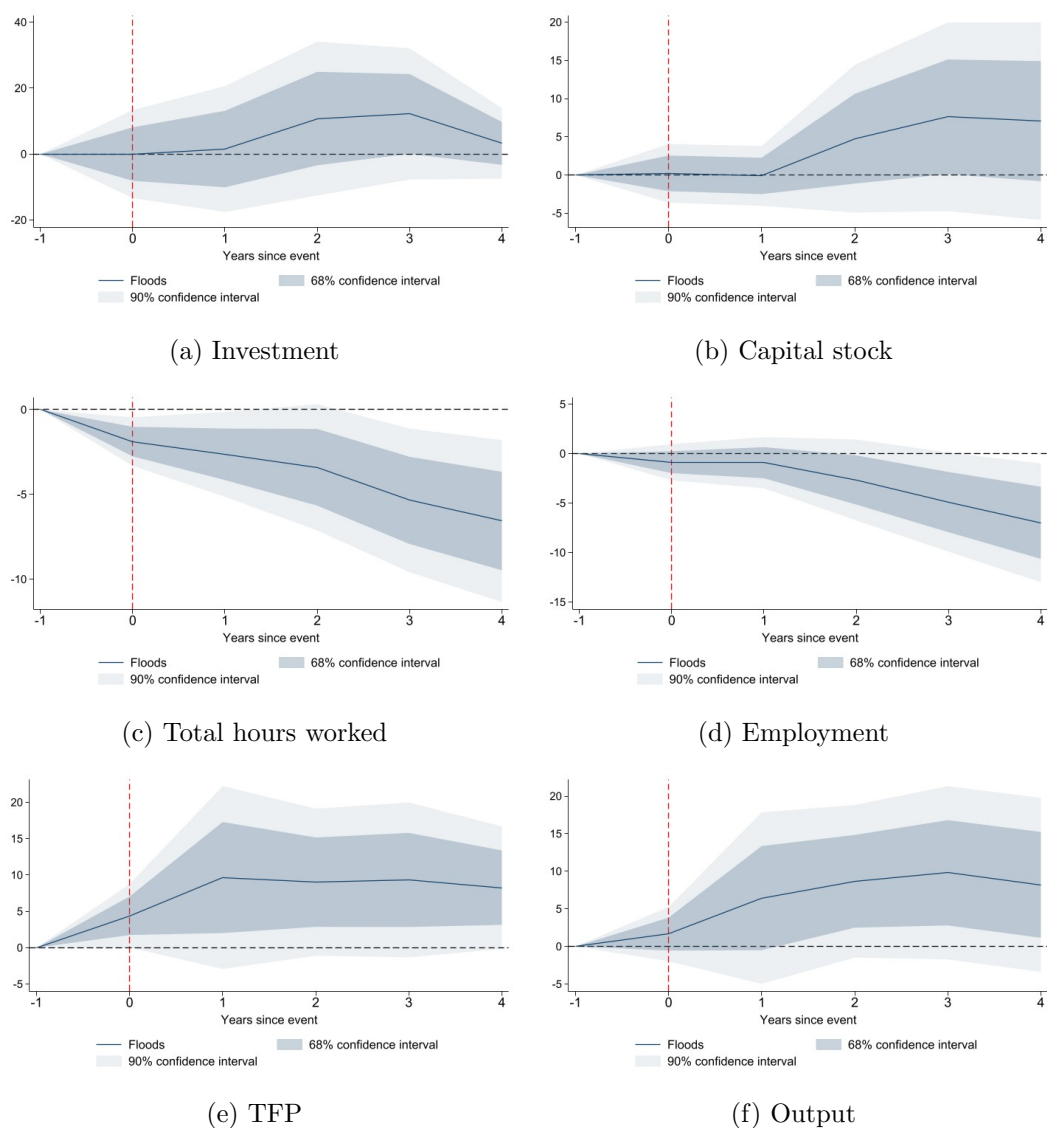 40
20
0
-20
-1 0 1 2 3 4
Years since event
Floods 68% confidence interval
90% confidence interval
(a) Investment
20
15
10
5
0
-5
-1 0 1 2 3 4
Years since event
Floods 68% confidence interval
90% confidence interval
(b) Capital stock
0
-5
-10
-1 0 1 2 3 4
Years since event
Floods 68% confidence interval
90% confidence interval
(c) Total hours worked
5
0
-5
-10
-15
-1 0 1 2 3 4
Years since event
Floods 68% confidence interval
90% confidence interval
(d) Employment
20
15
10
5
0
-5
-1 0 1 2 3 4
Years since event
Floods 68% confidence interval
90% confidence interval
(e) TFP
20
15
10
5
0
-5
-1 0 1 2 3 4
Years since event
Floods 68% confidence interval
90% confidence interval
(f) Output